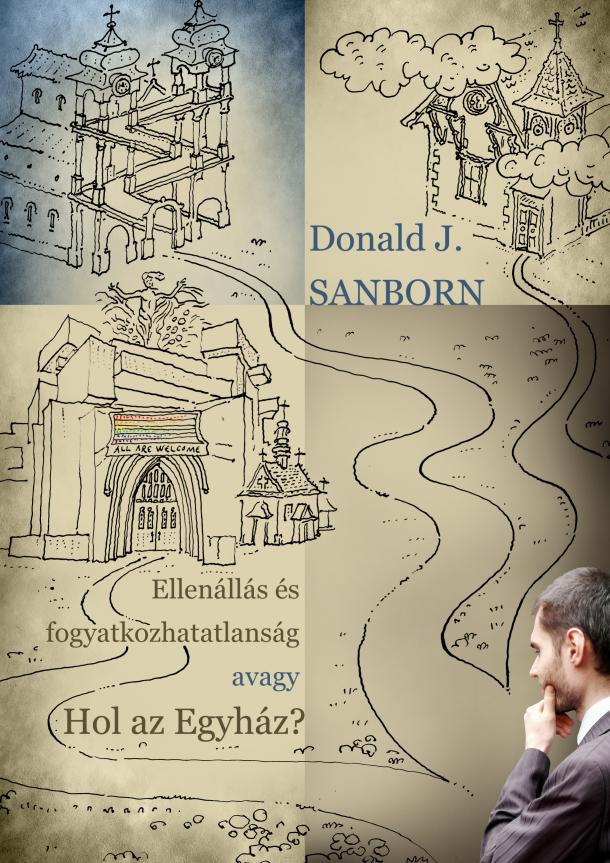 Donald J.
SANBORN
ALL ARE WELCOME
Ellenállás és
fogyatkozhatatlanság
avagy
Hol az Egyház?